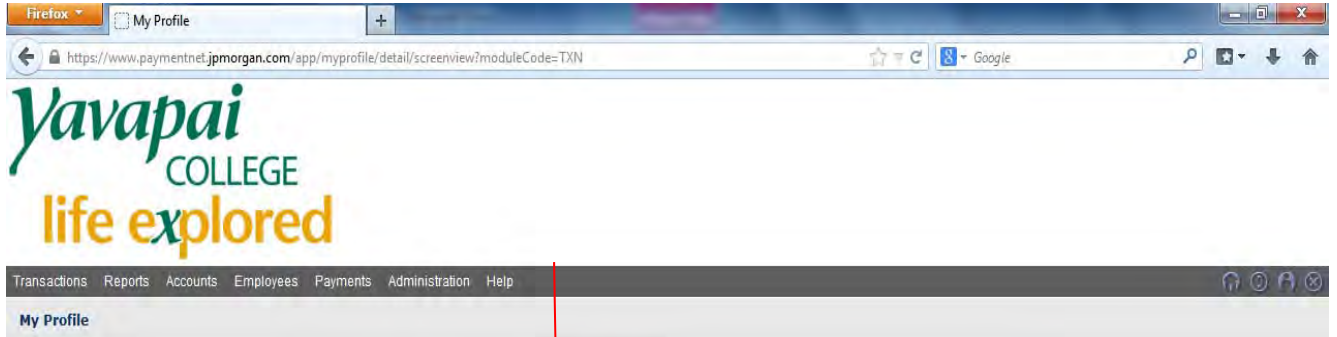 Firefox
My Profile
https://www.paymentnet.jpmorgan.com/app/myprofile/detail/screenview?moduleCode=TXN
Google
Yavapai
COLLEGE
life explored
Transactions Reports Accounts Employees Payments Administration Help
My Profile